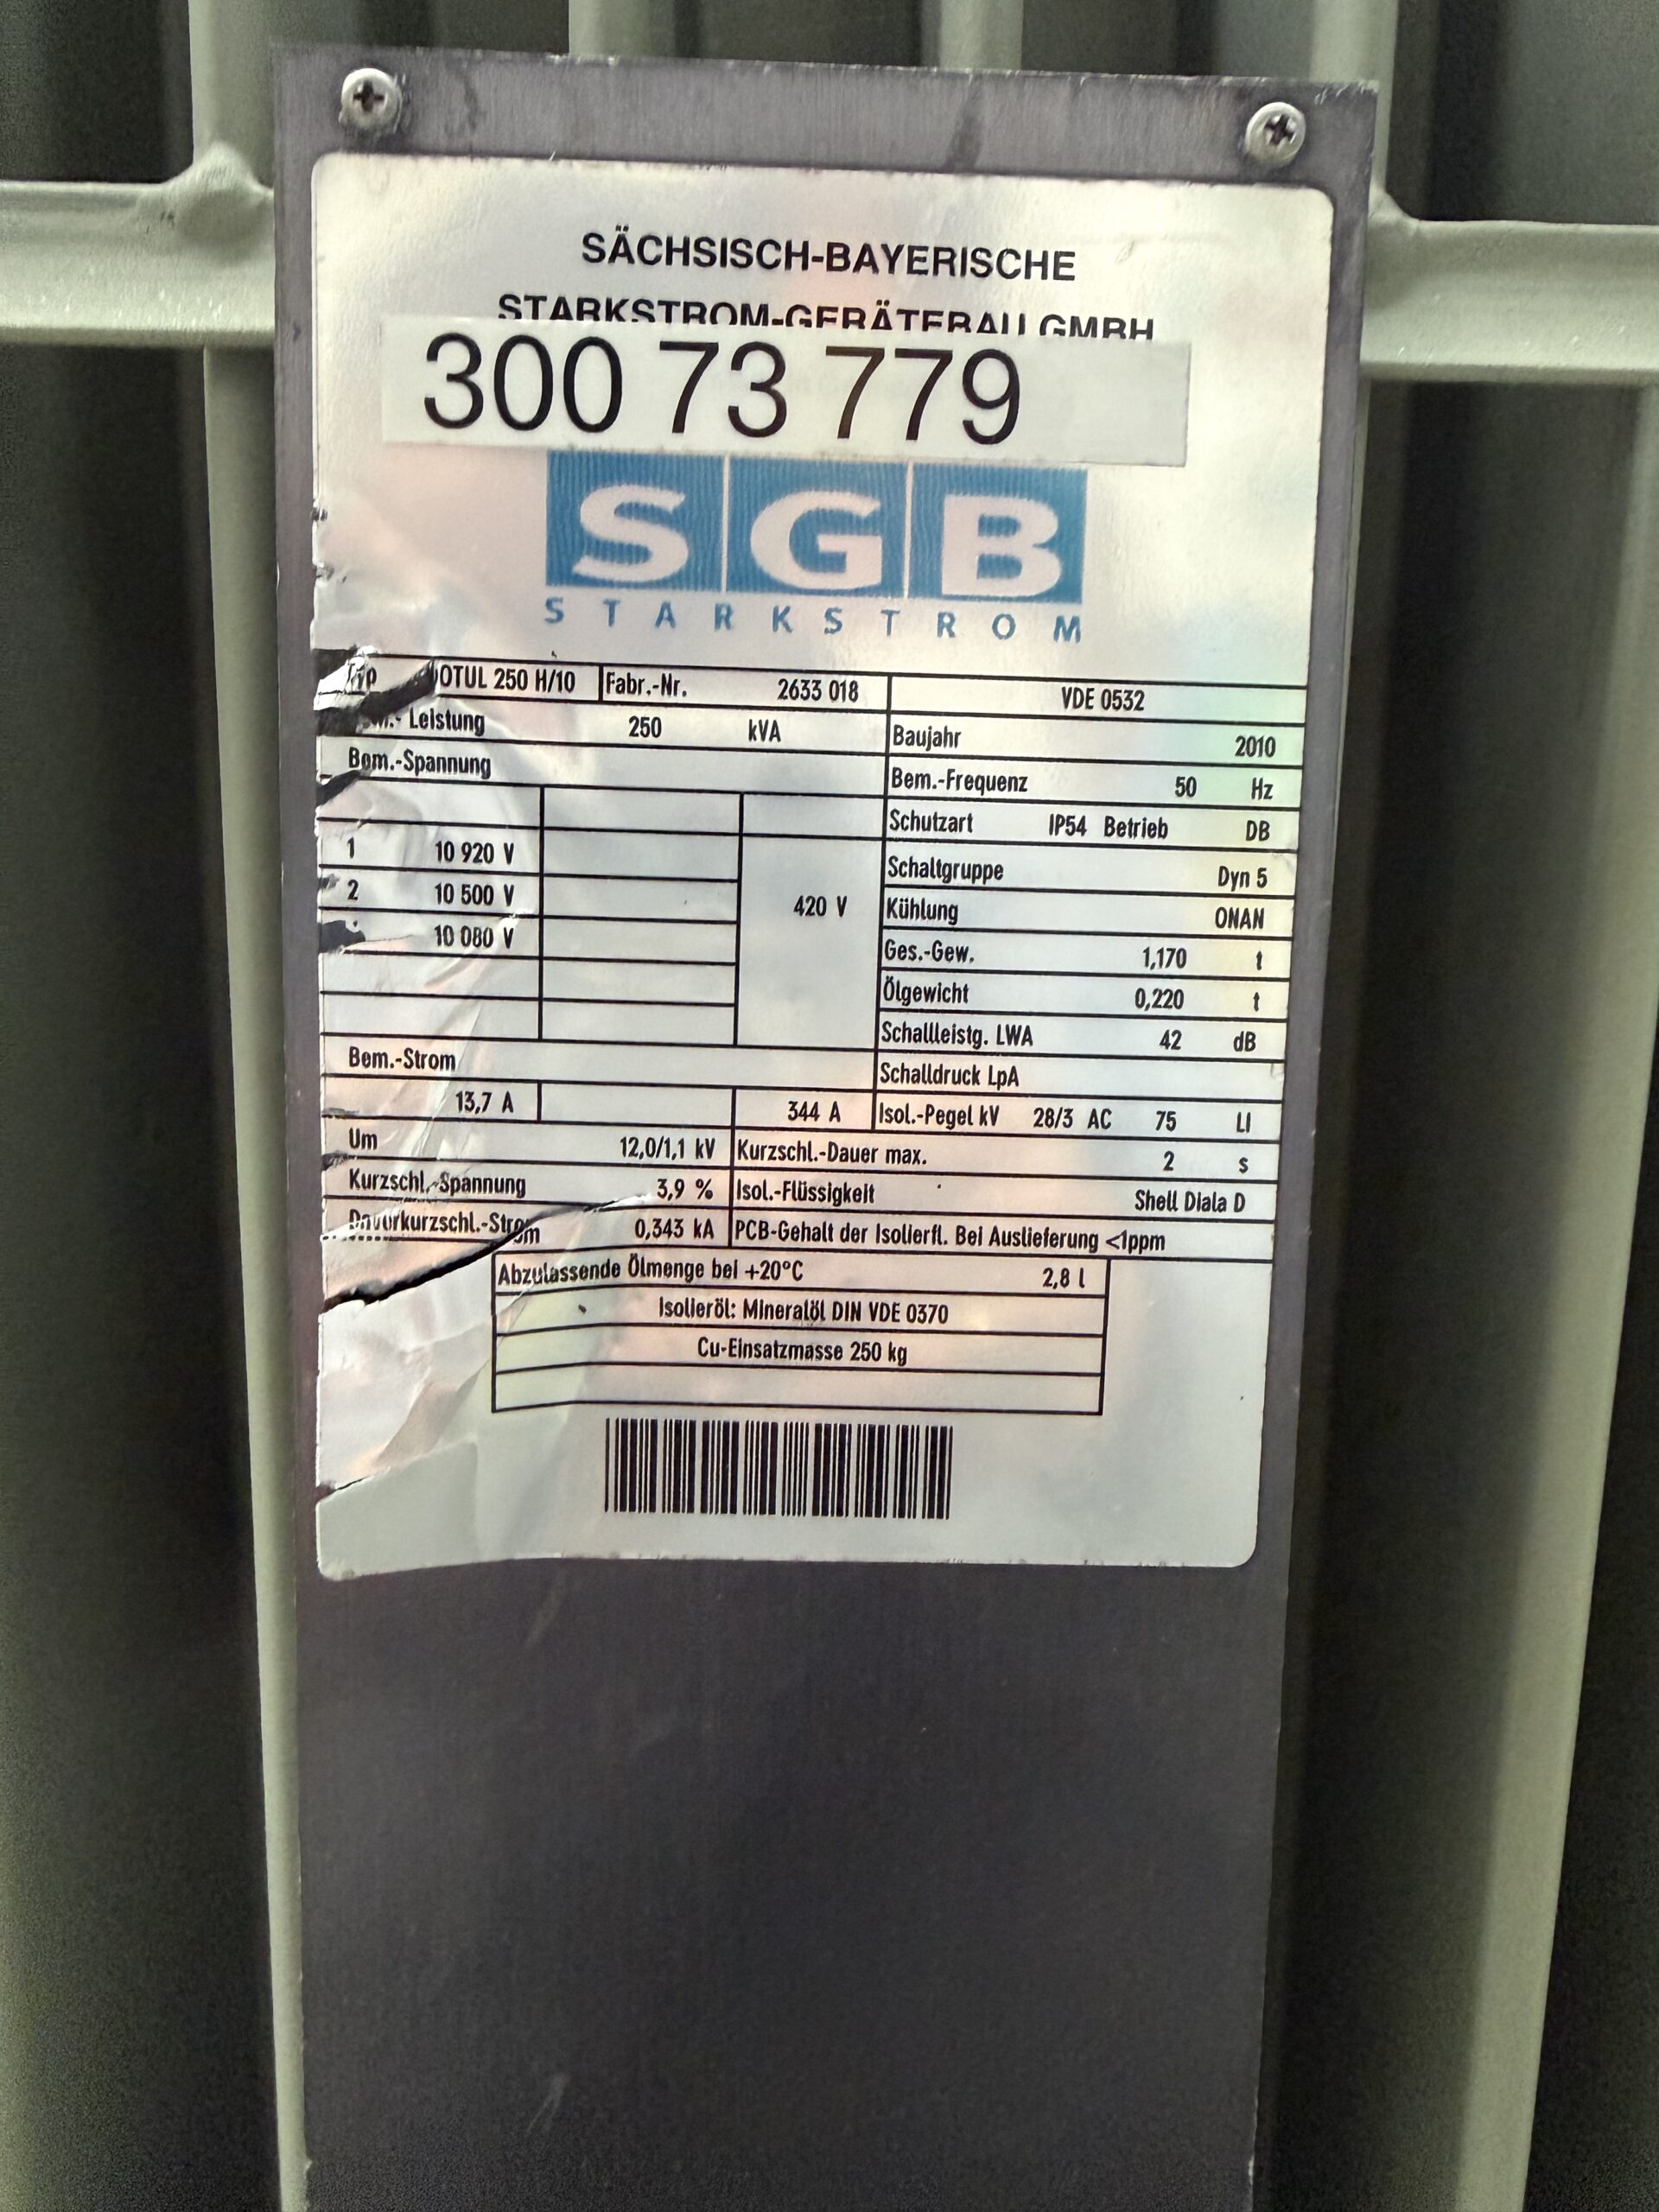 SÄCHSISCH-BAYERISCHE
STARKSTROM-GERÄTEBAU GMBH
300 73 779
SGB
STARKSTROM
Typ OTUL 250 H/10 Fabr.-Nr. 2633 018 VDE 0532
Leistung 250 kVA Baujahr 2010
Bem.-Spannung Bem.-Frequenz 50 Hz
Schutzart IP54 Betrieb DB
1 10 920 V Schaltgruppe Dyn 5
2 10 500 V 420 V Kühlung ONAN
10 080 V Ges.-Gew. 1,170 t
Ölgewicht 0,220 t
Schallleistg. LWA 42 dB
Bem.-Strom Schalldruck LpA
13,7 A 344 A Isol.-Pegel kV 28/3 AC 75 LI
Um 12,0/1,1 kV Kurzschl.-Dauer max. 2 s
Kurzschl.-Spannung 3,9 % Isol.-Flüssigkeit Shell Diala D
Dauerkurzschl.-Strom 0,343 kA PCB-Gehalt der Isolierfl. Bei Auslieferung <1ppm
Abzulassende Ölmenge bei +20°C 2,8 l
Isolieröl: Mineralöl DIN VDE 0370
Cu-Einsatzmasse 250 kg